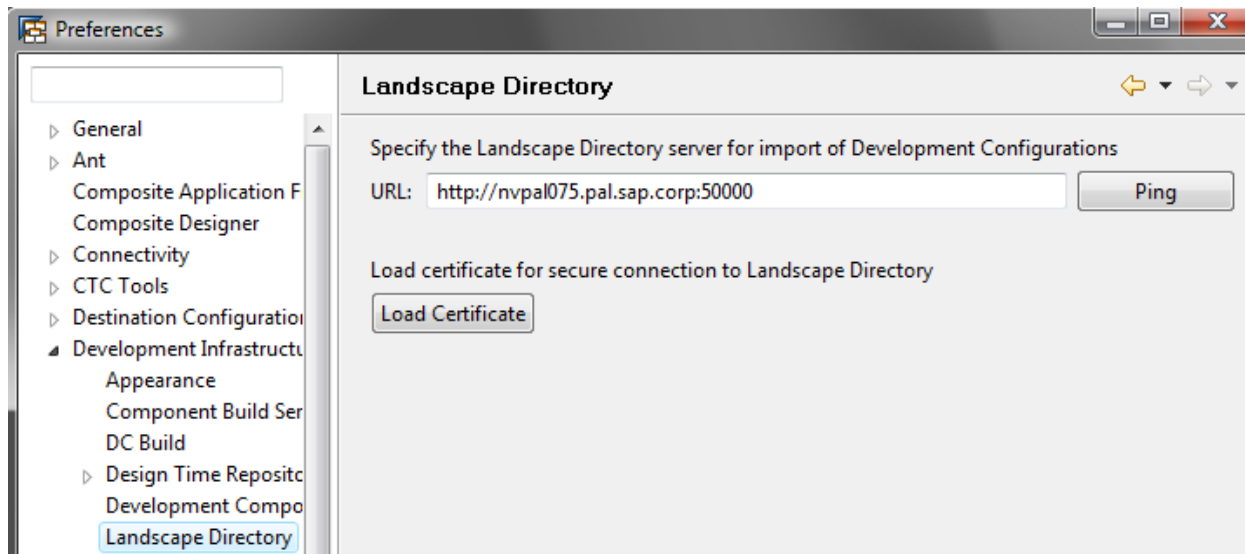 Preferences
Landscape Directory
General
Ant
Composite Application F
Composite Designer
Connectivity
CTC Tools
Destination Configuration
Development Infrastructu
Appearance
Component Build Ser
DC Build
Design Time Reposito
Development Compo
Landscape Directory
Specify the Landscape Directory server for import of Development Configurations
URL: http://nvpal075.pal.sap.corp:50000 Ping
Load certificate for secure connection to Landscape Directory
Load Certificate